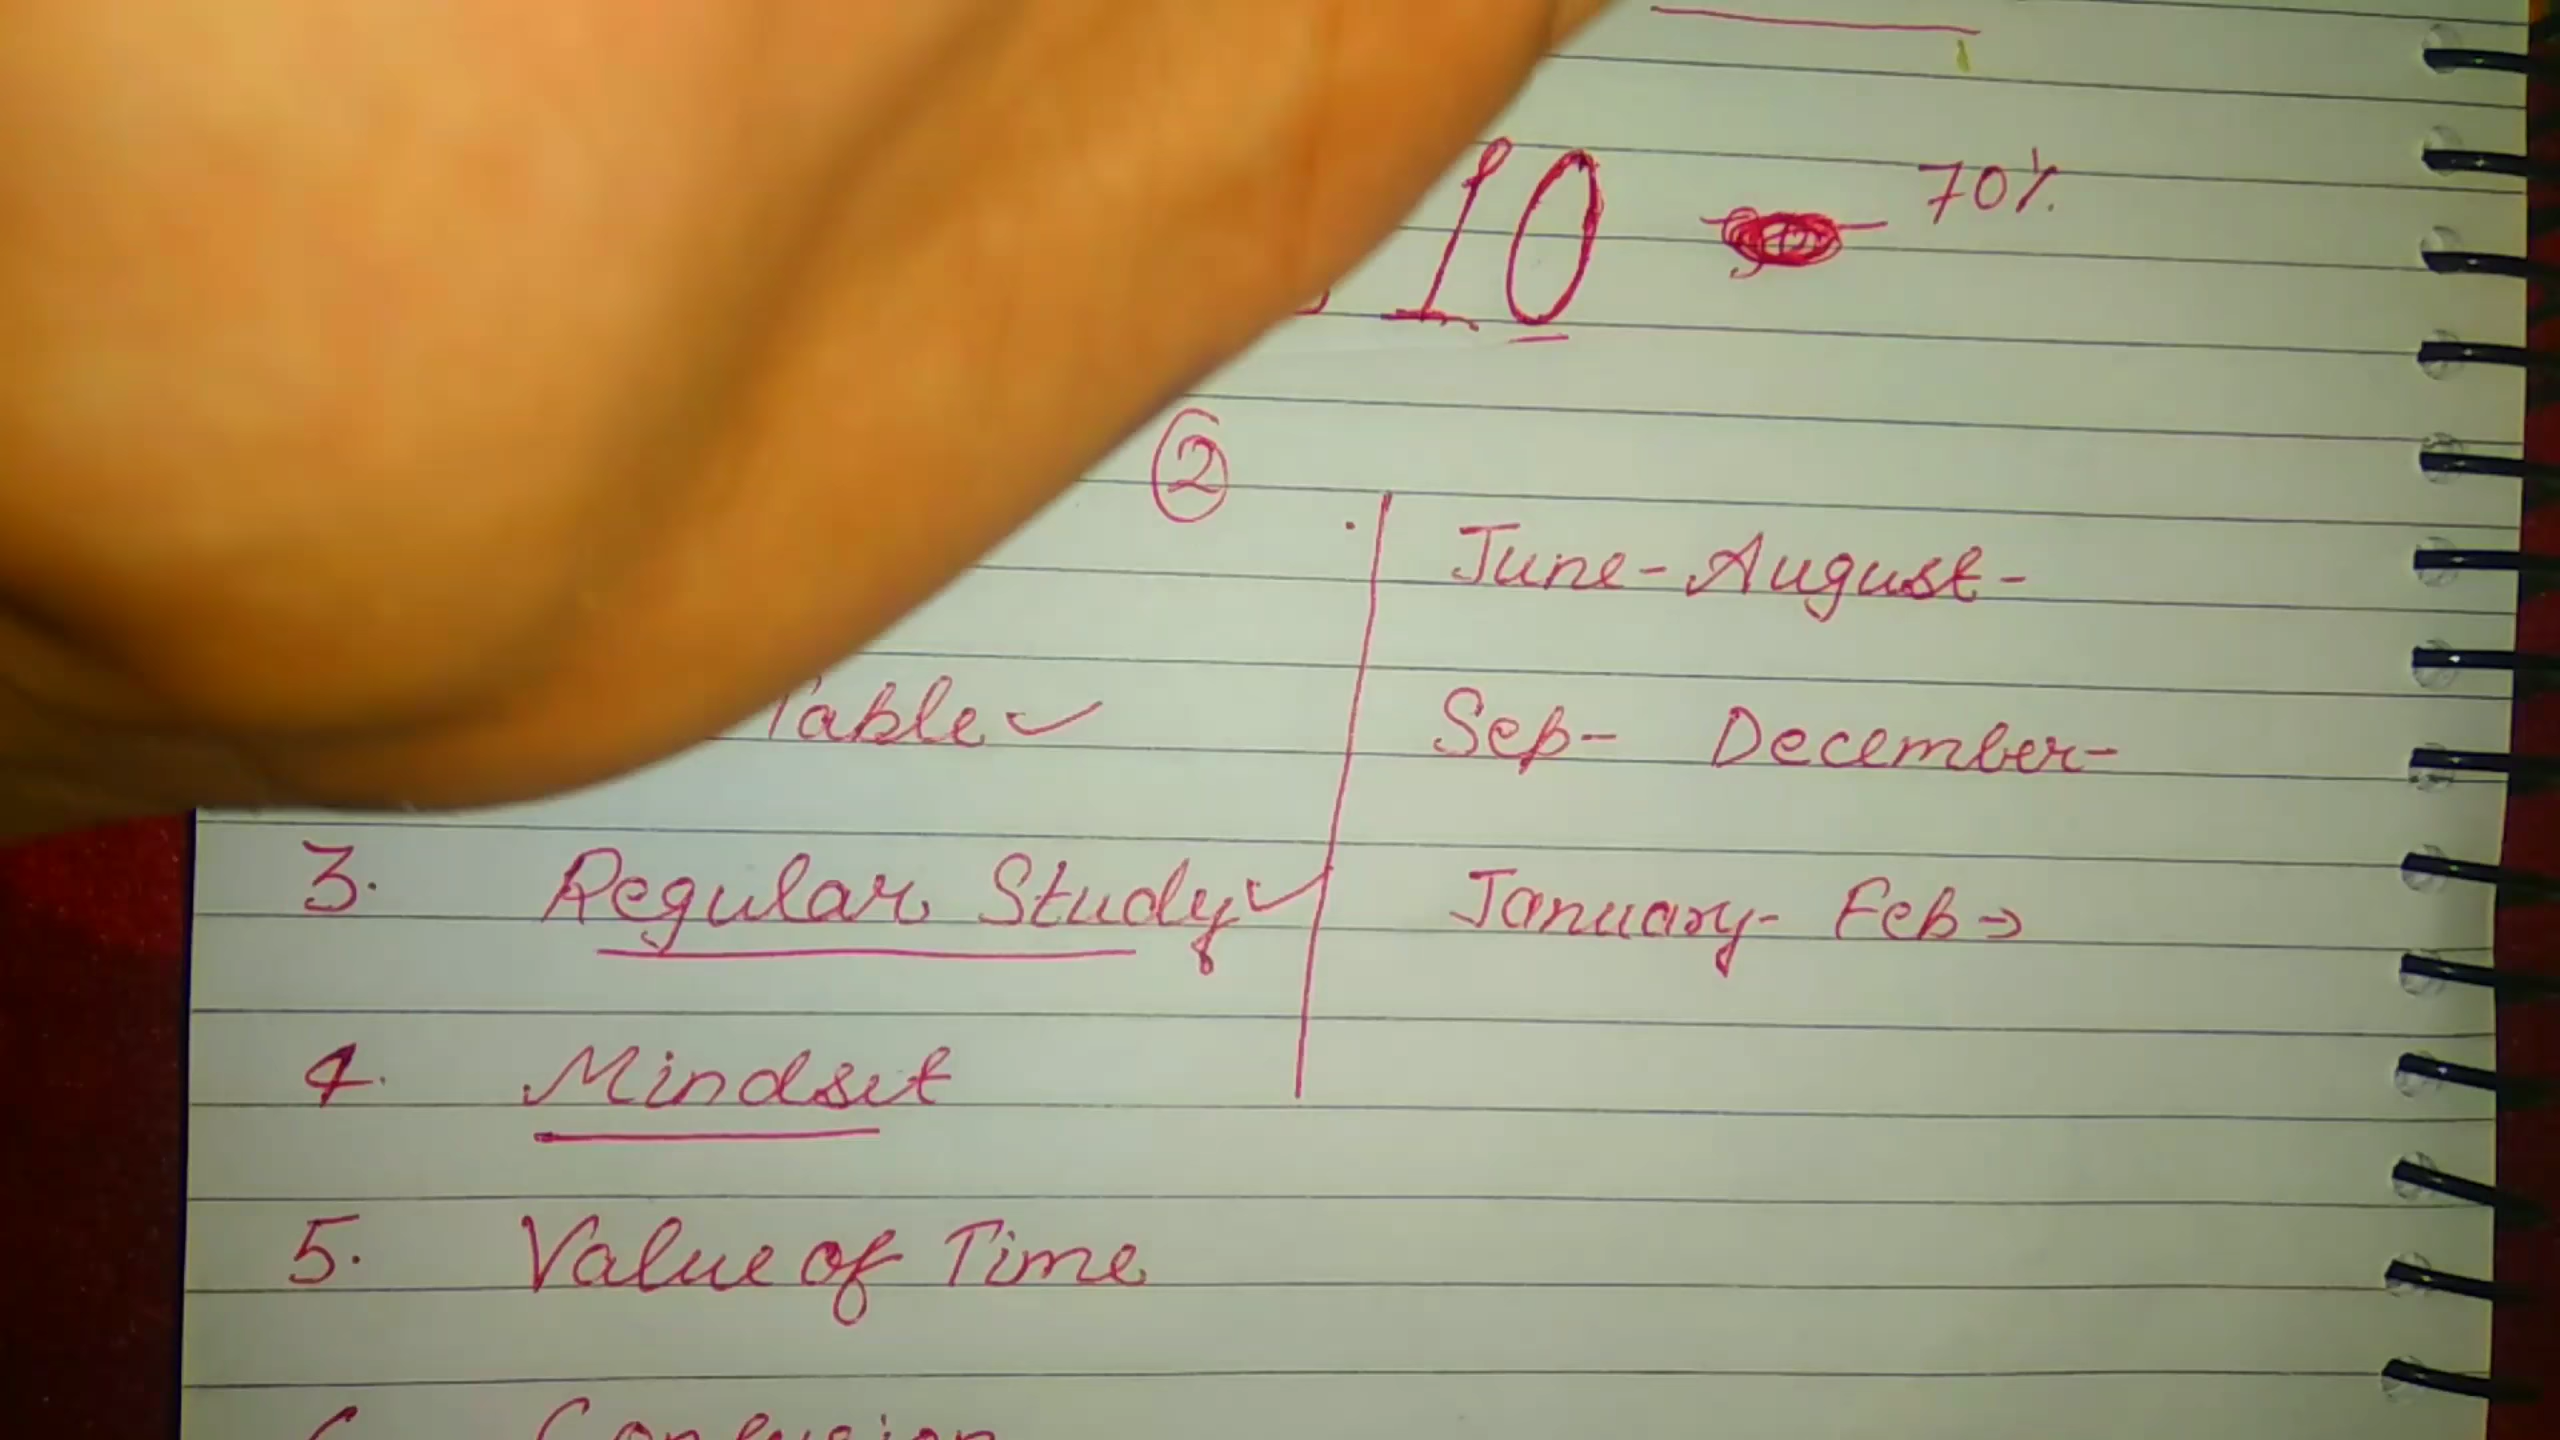 10 70%
2
June - August -
Table ✓
Sep - December -
3. Regular Study ✓
January - Feb →
4. Mindset
5. Value of Time